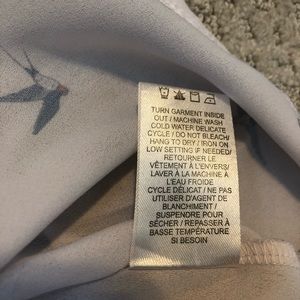 TURN GARMENT INSIDE
OUT / MACHINE WASH
COLD WATER DELICATE
CYCLE / DO NOT BLEACH/
HANG TO DRY / IRON ON
LOW SETTING IF NEEDED/
RETOURNER LE
VÊTEMENT À L'ENVERS/
LAVER À LA MACHINE À
L'EAU FROIDE
CYCLE DÉLICAT / NE PAS
UTILISER D'AGENT DE
BLANCHIMENT /
SUSPENDRE POUR
SÉCHER / REPASSER À
BASSE TEMPÉRATURE
SI BESOIN